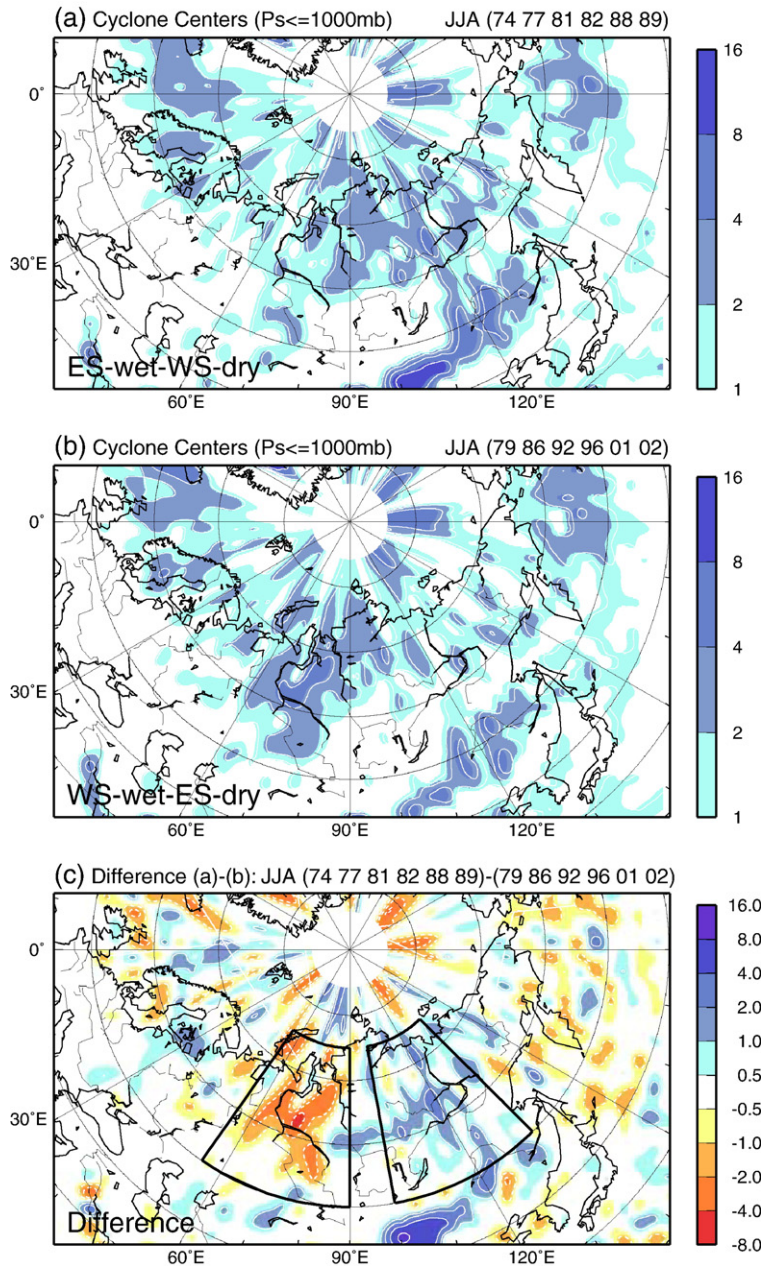 (a) Cyclone Centers (Ps<=1000mb) JJA (74 77 81 82 88 89)
16
0°
8
4
30°E
2
ES-wet-WS-dry
1
60°E 90°E 120°E
(b) Cyclone Centers (Ps<=1000mb) JJA (79 86 92 96 01 02)
16
0°
8
4
30°E
2
WS-wet-ES-dry
1
60°E 90°E 120°E
(c) Difference (a)-(b): JJA (74 77 81 82 88 89)-(79 86 92 96 01 02)
16.0
8.0
0°
4.0
2.0
1.0
0.5
-0.5
30°E
-1.0
-2.0
-4.0
Difference
-8.0
60°E 90°E 120°E